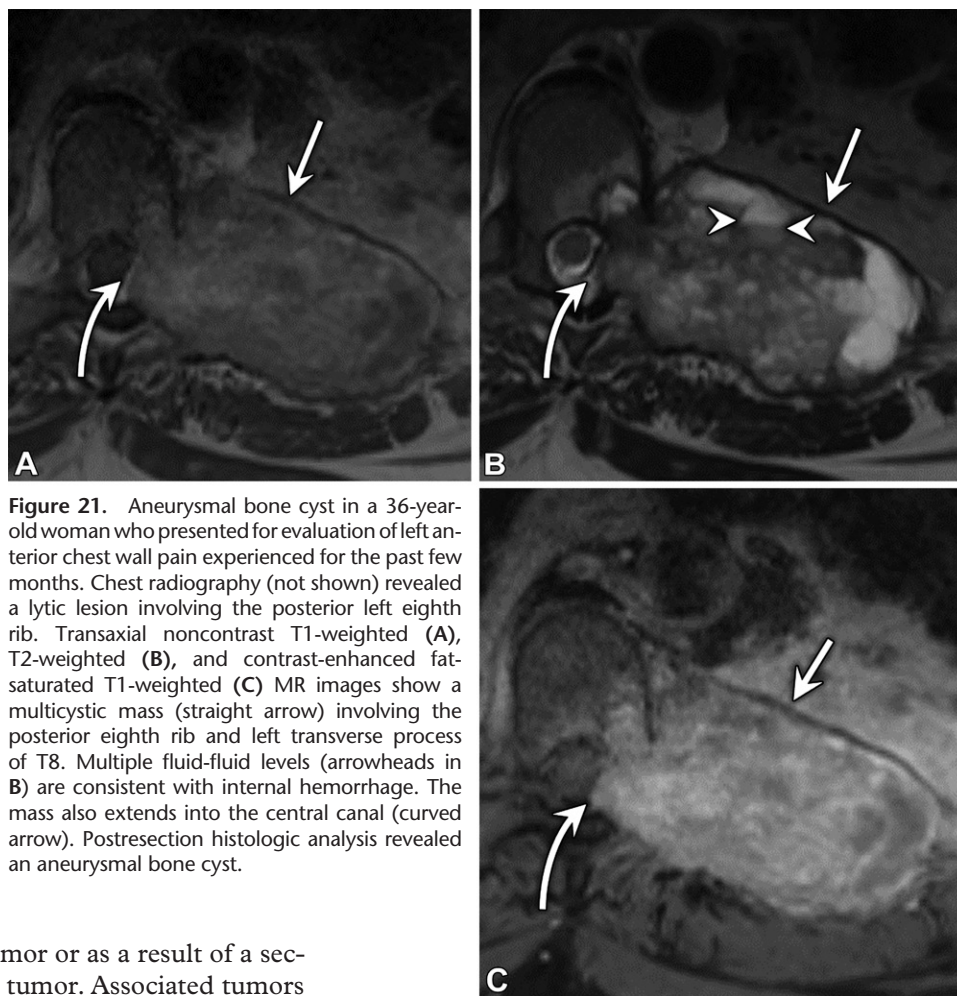 A
B
Figure 21. Aneurysmal bone cyst in a 36-year-
old woman who presented for evaluation of left an-
terior chest wall pain experienced for the past few
months. Chest radiography (not shown) revealed
a lytic lesion involving the posterior left eighth
rib. Transaxial noncontrast T1-weighted (A),
T2-weighted (B), and contrast-enhanced fat-
saturated T1-weighted (C) MR images show a
multicystic mass (straight arrow) involving the
posterior eighth rib and left transverse process
of T8. Multiple fluid-fluid levels (arrowheads in
B) are consistent with internal hemorrhage. The
mass also extends into the central canal (curved
arrow). Postresection histologic analysis revealed
an aneurysmal bone cyst.
mor or as a result of a sec-
tumor. Associated tumors
C